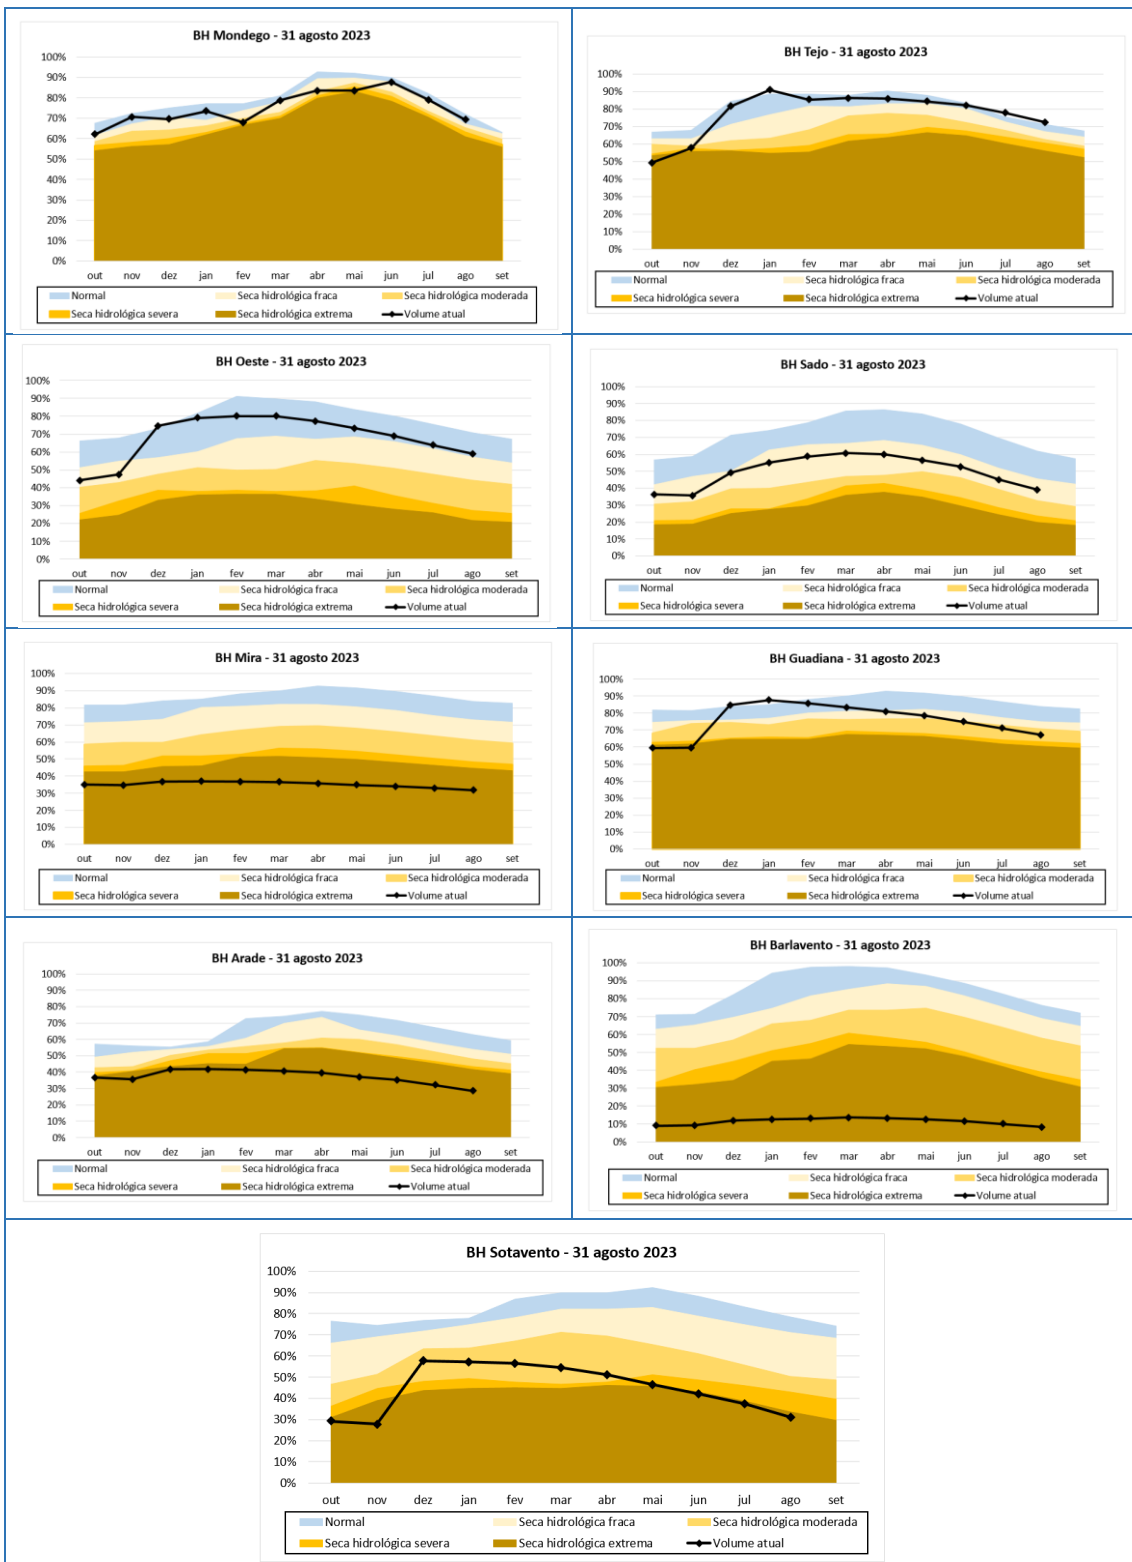 BH Mondego - 31 agosto 2023
100%
90%
80%
70%
60%
50%
40%
30%
20%
10%
0%
out nov dez jan fev mar abr mai jun jul ago set
Normal Seca hidrológica fraca Seca hidrológica moderada
Seca hidrológica severa Seca hidrológica extrema Volume atual
BH Tejo - 31 agosto 2023
100%
90%
80%
70%
60%
50%
40%
30%
20%
10%
0%
out nov dez jan fev mar abr mai jun jul ago set
Normal Seca hidrológica fraca Seca hidrológica moderada
Seca hidrológica severa Seca hidrológica extrema Volume atual
BH Oeste - 31 agosto 2023
100%
90%
80%
70%
60%
50%
40%
30%
20%
10%
0%
out nov dez jan fev mar abr mai jun jul ago set
Normal Seca hidrológica fraca Seca hidrológica moderada
Seca hidrológica severa Seca hidrológica extrema Volume atual
BH Sado - 31 agosto 2023
100%
90%
80%
70%
60%
50%
40%
30%
20%
10%
0%
out nov dez jan fev mar abr mai jun jul ago set
Normal Seca hidrológica fraca Seca hidrológica moderada
Seca hidrológica severa Seca hidrológica extrema Volume atual
BH Mira - 31 agosto 2023
100%
90%
80%
70%
60%
50%
40%
30%
20%
10%
0%
out nov dez jan fev mar abr mai jun jul ago set
Normal Seca hidrológica fraca Seca hidrológica moderada
Seca hidrológica severa Seca hidrológica extrema Volume atual
BH Guadiana - 31 agosto 2023
100%
90%
80%
70%
60%
50%
40%
30%
20%
10%
0%
out nov dez jan fev mar abr mai jun jul ago set
Normal Seca hidrológica fraca Seca hidrológica moderada
Seca hidrológica severa Seca hidrológica extrema Volume atual
BH Arade - 31 agosto 2023
100%
90%
80%
70%
60%
50%
40%
30%
20%
10%
0%
out nov dez jan fev mar abr mai jun jul ago set
Normal Seca hidrológica fraca Seca hidrológica moderada
Seca hidrológica severa Seca hidrológica extrema Volume atual
BH Barlavento - 31 agosto 2023
100%
90%
80%
70%
60%
50%
40%
30%
20%
10%
0%
out nov dez jan fev mar abr mai jun jul ago set
Normal Seca hidrológica fraca Seca hidrológica moderada
Seca hidrológica severa Seca hidrológica extrema Volume atual
BH Sotavento - 31 agosto 2023
100%
90%
80%
70%
60%
50%
40%
30%
20%
10%
0%
out nov dez jan fev mar abr mai jun jul ago set
Normal Seca hidrológica fraca Seca hidrológica moderada
Seca hidrológica severa Seca hidrológica extrema Volume atual